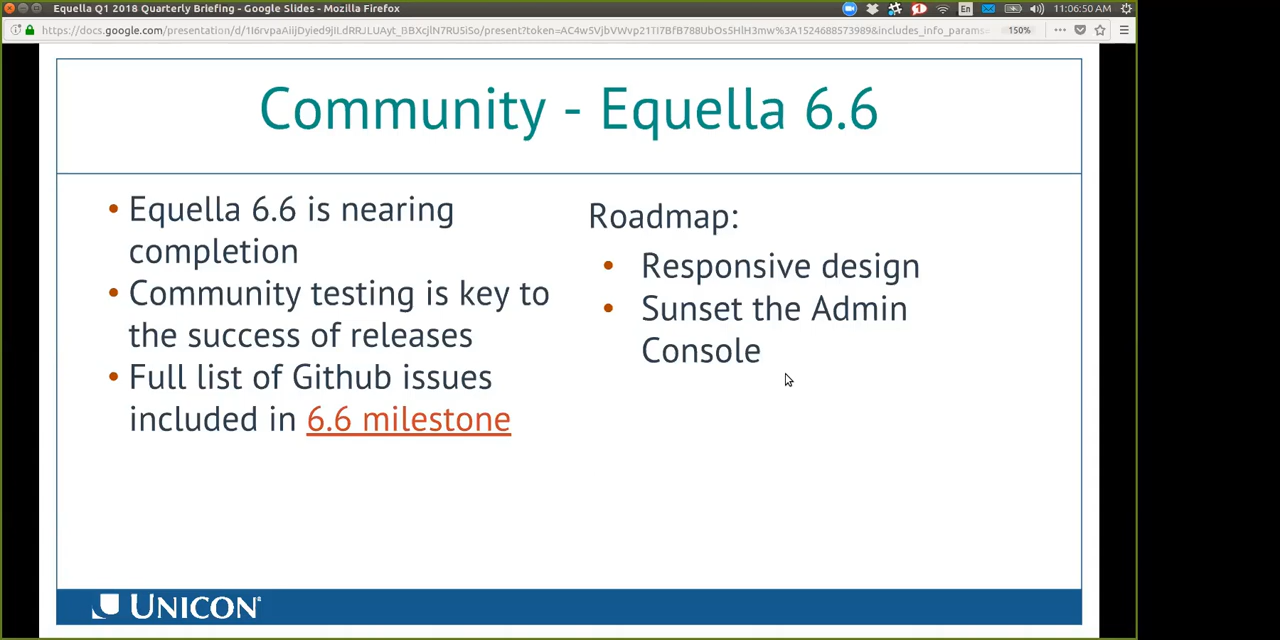 Equella Q1 2018 Quarterly Briefing - Google Slides - Mozilla Firefox
1
En
11:06:50 AM
150%
Community - Equella 6.6
• Equella 6.6 is nearing
completion
• Community testing is key to
the success of releases
• Full list of Github issues
included in 6.6 milestone
Roadmap:
• Responsive design
• Sunset the Admin
Console
UNICON